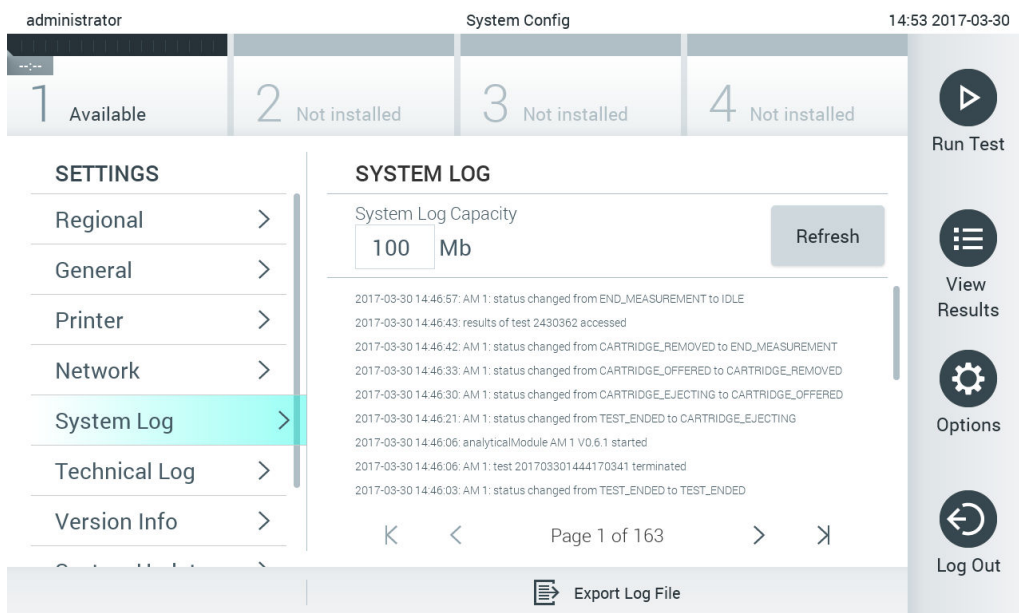 administrator
System Config
14:53 2017-03-30
--:--
1 Available
2 Not installed
3 Not installed
4 Not installed
Run Test
View
Results
Options
Log Out
SETTINGS
Regional
General
Printer
Network
System Log
Technical Log
Version Info
SYSTEM LOG
System Log Capacity
100 Mb
Refresh
2017-03-30 14:46:57: AM 1: status changed from END_MEASUREMENT to IDLE
2017-03-30 14:46:43: results of test 2430362 accessed
2017-03-30 14:46:42: AM 1: status changed from CARTRIDGE_REMOVED to END_MEASUREMENT
2017-03-30 14:46:33: AM 1: status changed from CARTRIDGE_OFFERED to CARTRIDGE_REMOVED
2017-03-30 14:46:30: AM 1: status changed from CARTRIDGE_EJECTING to CARTRIDGE_OFFERED
2017-03-30 14:46:21: AM 1: status changed from TEST_ENDED to CARTRIDGE_EJECTING
2017-03-30 14:46:06: analyticalModule AM 1 V0.6.1 started
2017-03-30 14:46:06: AM 1: test 201703301444170341 terminated
2017-03-30 14:46:03: AM 1: status changed from TEST_ENDED to TEST_ENDED
Page 1 of 163
Export Log File